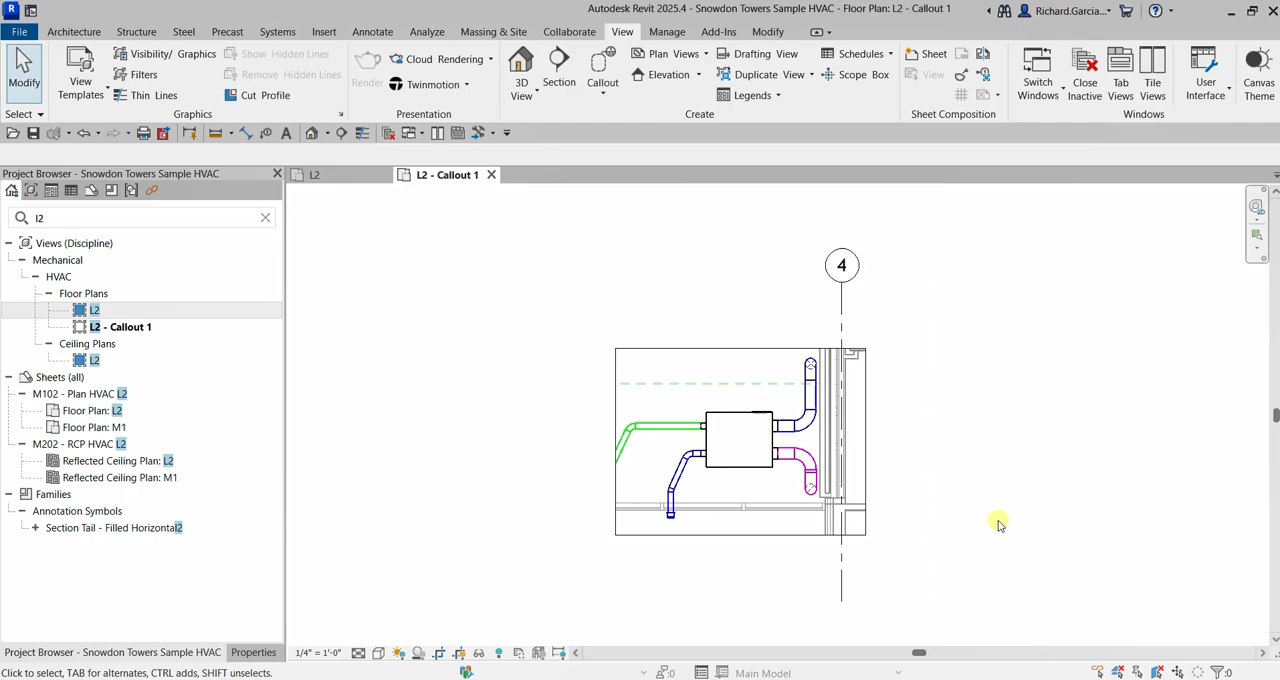 Autodesk Revit 2025.4 - Snowdon Towers Sample HVAC - Floor Plan: L2 - Callout 1
Richard.Garcia...
File Architecture Structure Steel Precast Systems Insert Annotate Analyze Massing & Site Collaborate View Manage Add-Ins Modify
Modify
Select
View Templates
Visibility/ Graphics
Filters
Thin Lines
Show Hidden Lines
Remove Hidden Lines
Cut Profile
Graphics
Render
Cloud Rendering
Twinmotion
Presentation
3D View
Section
Callout
Plan Views
Elevation
Drafting View
Duplicate View
Legends
Schedules
Scope Box
Create
Sheet
View
Sheet Composition
Switch Windows
Close Inactive
Tab Views
Tile Views
Windows
User Interface
Canvas Theme
Project Browser - Snowdon Towers Sample HVAC
L2
L2 - Callout 1
l2
Views (Discipline)
Mechanical
HVAC
Floor Plans
L2
L2 - Callout 1
Ceiling Plans
L2
Sheets (all)
M102 - Plan HVAC L2
Floor Plan: L2
Floor Plan: M1
M202 - RCP HVAC L2
Reflected Ceiling Plan: L2
Reflected Ceiling Plan: M1
Families
Annotation Symbols
Section Tail - Filled Horizontal2
4
Project Browser - Snowdon Towers Sample HVAC
Properties
1/4" = 1'-0"
Click to select, TAB for alternates, CTRL adds, SHIFT unselects.
:0
Main Model
:0